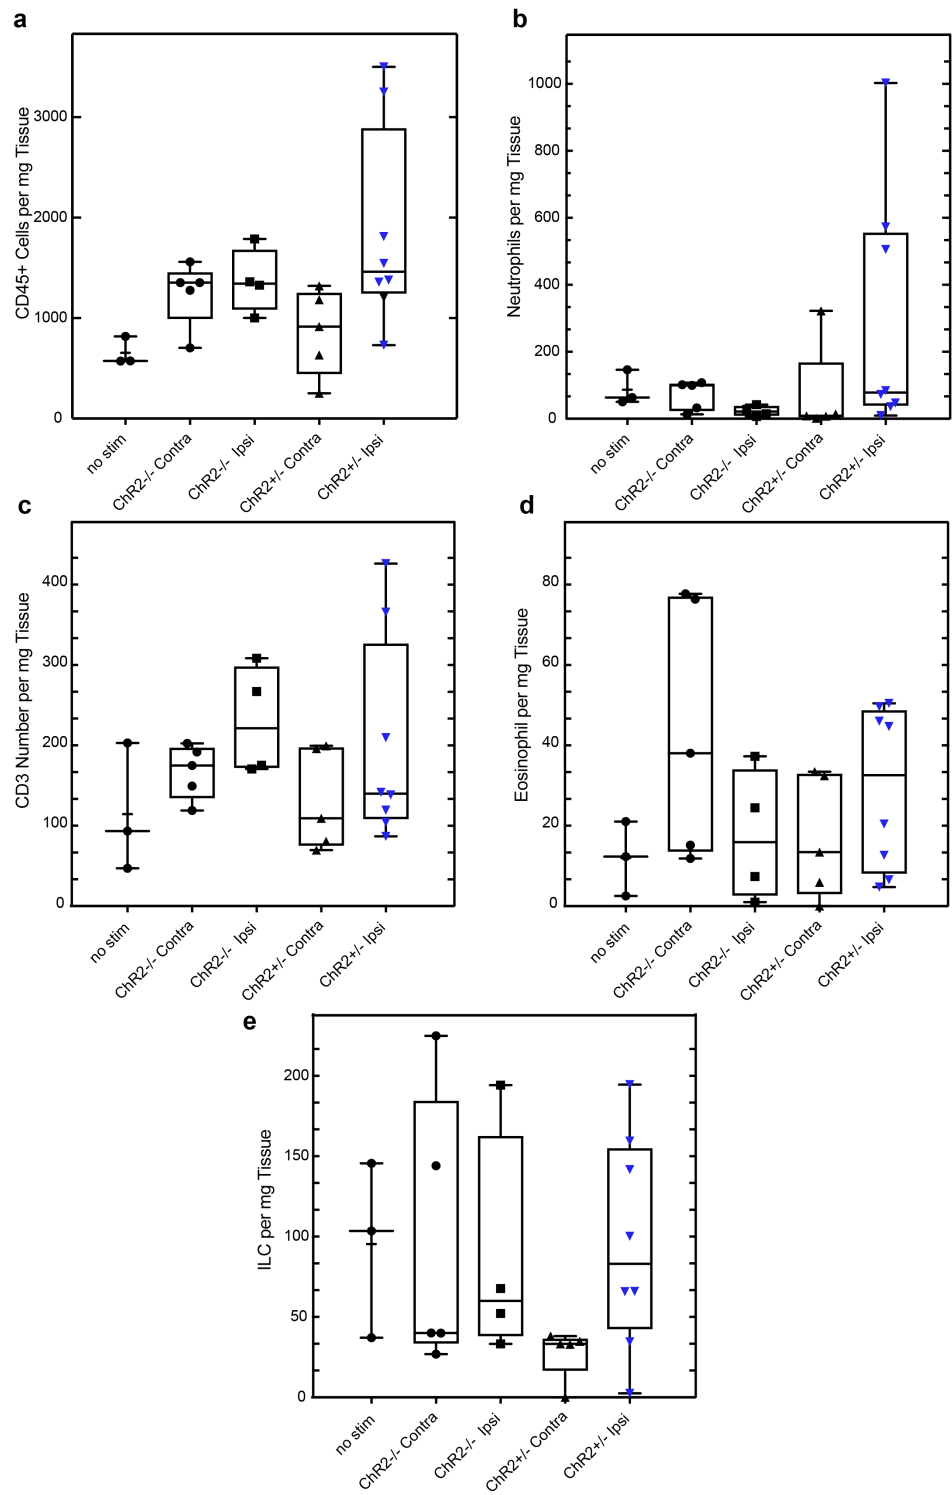 a
CD45+ Cells per mg Tissue
3000
2000
1000
0
no stim
ChR2-/- Contra
ChR2-/- Ipsi
ChR2+/- Contra
ChR2+/- Ipsi
b
Neutrophils per mg Tissue
1000
800
600
400
200
0
no stim
ChR2-/- Contra
ChR2-/- Ipsi
ChR2+/- Contra
ChR2+/- Ipsi
c
CD3 Number per mg Tissue
400
300
200
100
0
no stim
ChR2-/- Contra
ChR2-/- Ipsi
ChR2+/- Contra
ChR2+/- Ipsi
d
Eosinophil per mg Tissue
80
60
40
20
0
no stim
ChR2-/- Contra
ChR2-/- Ipsi
ChR2+/- Contra
ChR2+/- Ipsi
e
ILC per mg Tissue
200
150
100
50
0
no stim
ChR2-/- Contra
ChR2-/- Ipsi
ChR2+/- Contra
ChR2+/- Ipsi